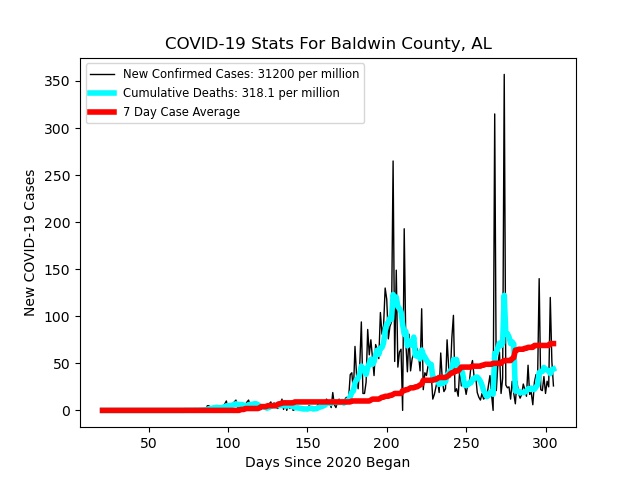 COVID-19 Stats For Baldwin County, AL
New Confirmed Cases: 31200 per million
Cumulative Deaths: 318.1 per million
7 Day Case Average
New COVID-19 Cases
350
300
250
200
150
100
50
0
50 100 150 200 250 300
Days Since 2020 Began